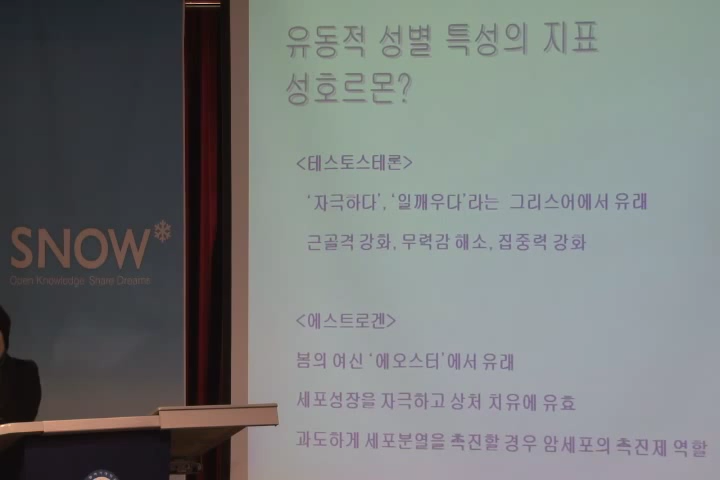 유동적 성별 특성의 지표
성호르몬?
<테스토스테론>
'자극하다', '일깨우다'라는 그리스어에서 유래
근골격 강화, 무력감 해소, 집중력 강화
<에스트로겐>
봄의 여신 '에오스터'에서 유래
세포성장을 자극하고 상처 치유에 유효
과도하게 세포분열을 촉진할 경우 암세포의 촉진제 역할
SNOW*
Open Knowledge Share Dreams